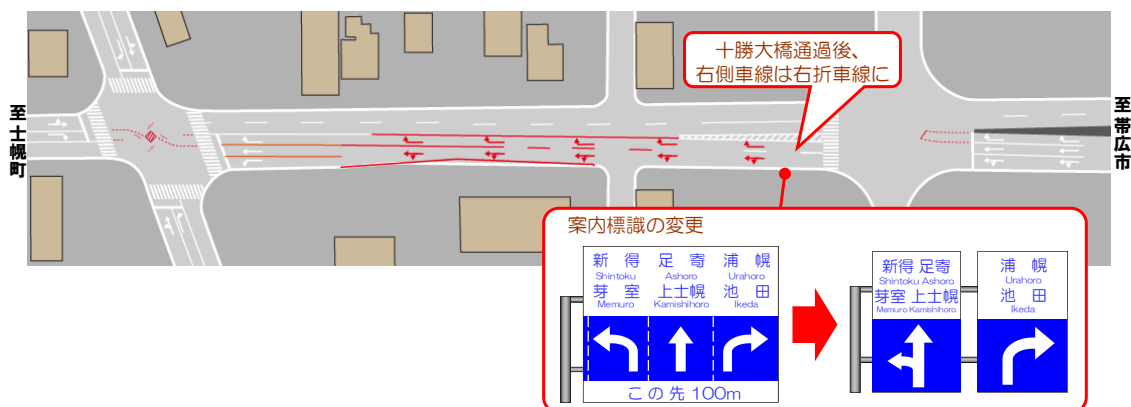 十勝大橋通過後、
右側車線は右折車線に
至士幌町
至帯広市
案内標識の変更
新得 足寄 浦幌
Shintoku Ashoro Urahoro
芽室 上士幌 池田
Memuro Kamishihoro Ikeda
この先 100m
新得 足寄
Shintoku Ashoro
芽室 上士幌
Memuro Kamishihoro
浦幌
Urahoro
池田
Ikeda